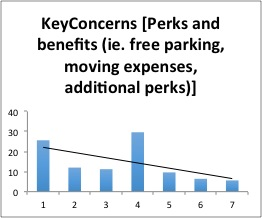 KeyConcerns [Perks and
benefits (ie. free parking,
moving expenses,
additional perks)]
40
30
20
10
0
1 2 3 4 5 6 7